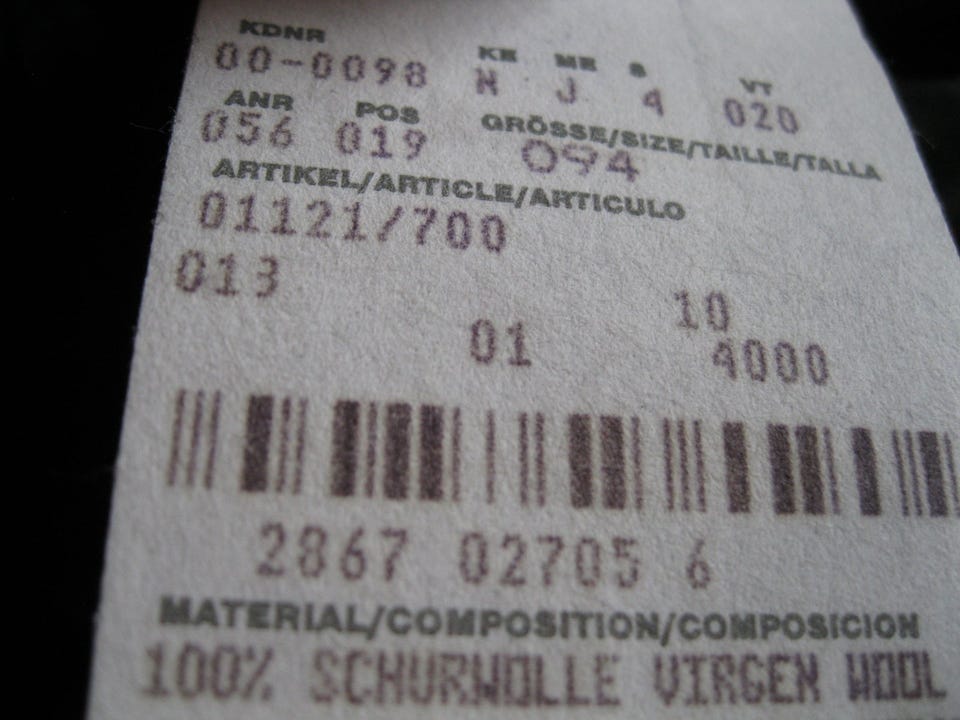 KDNR KE ME S VT
00-0098 N J 4 020
ANR POS GRÖSSE/SIZE/TAILLE/TALLA
056 019 094
ARTIKEL/ARTICLE/ARTICULO
01121/700
013
10
01 4000
2867 02705 6
MATERIAL/COMPOSITION/COMPOSICION
100% SCHURWOLLE VIRGEN WOOL